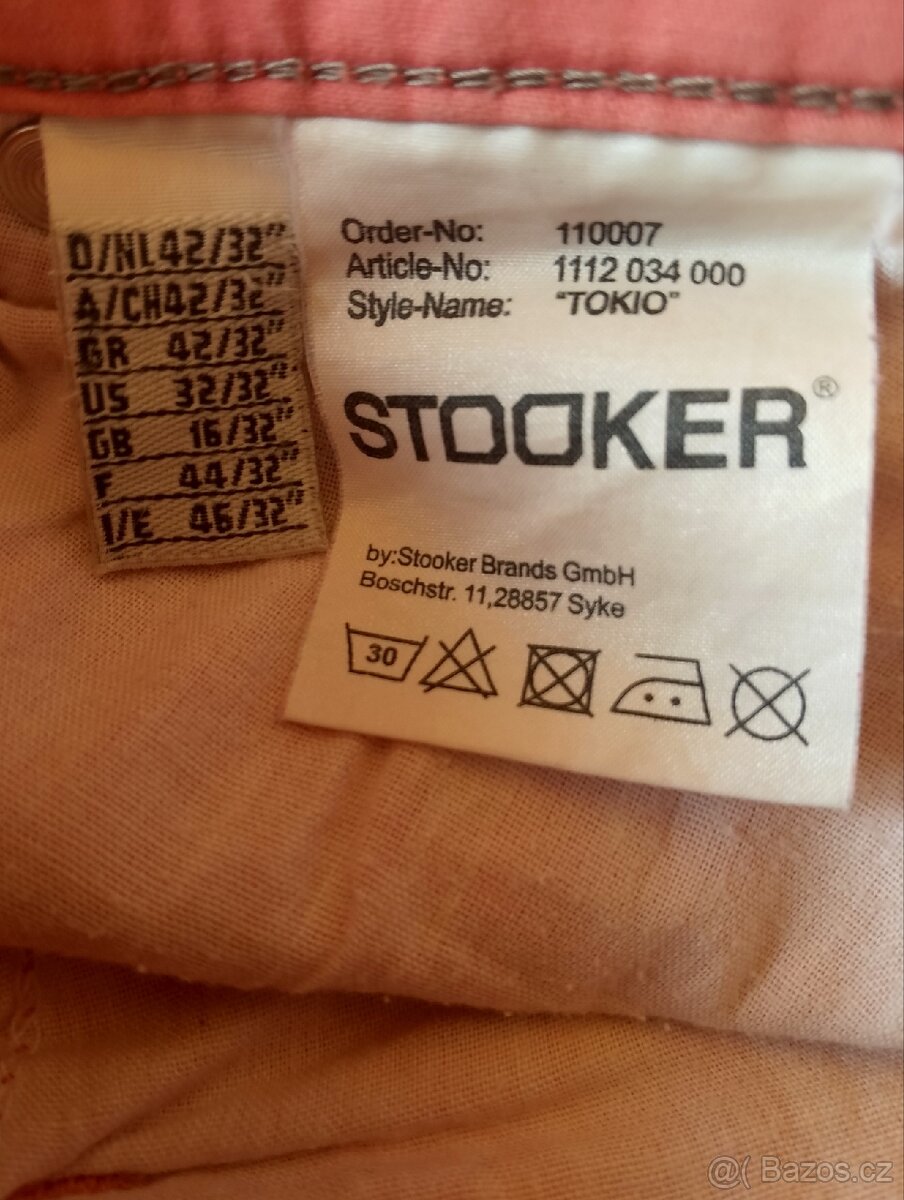 D/NL 42/32"
A/CH 42/32"
GR 42/32"
US 32/32"
GB 16/32"
F 44/32"
I/E 46/32"
Order-No: 110007
Article-No: 1112 034 000
Style-Name: "TOKIO"
STOOKER®
by:Stooker Brands GmbH
Boschstr. 11,28857 Syke
30
@( Bazos.cz